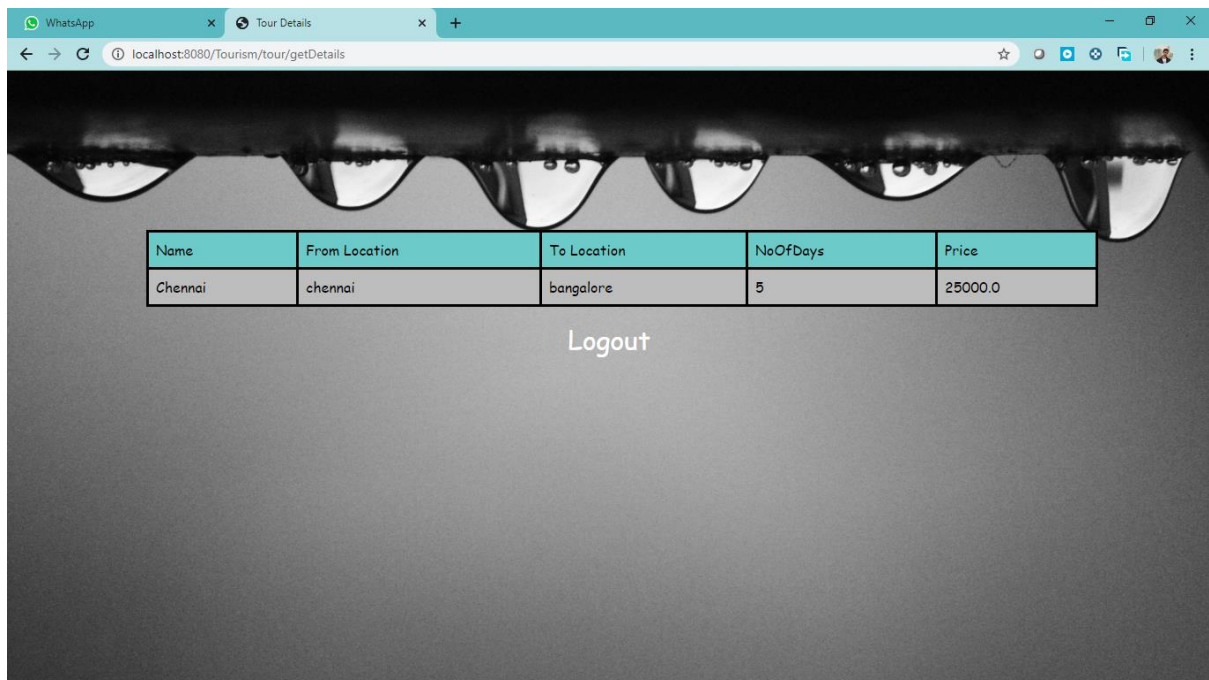 WhatsApp Tour Details
localhost:8080/Tourism/tour/getDetails
Name From Location To Location NoOfDays Price
Chennai chennai bangalore 5 25000.0
Logout